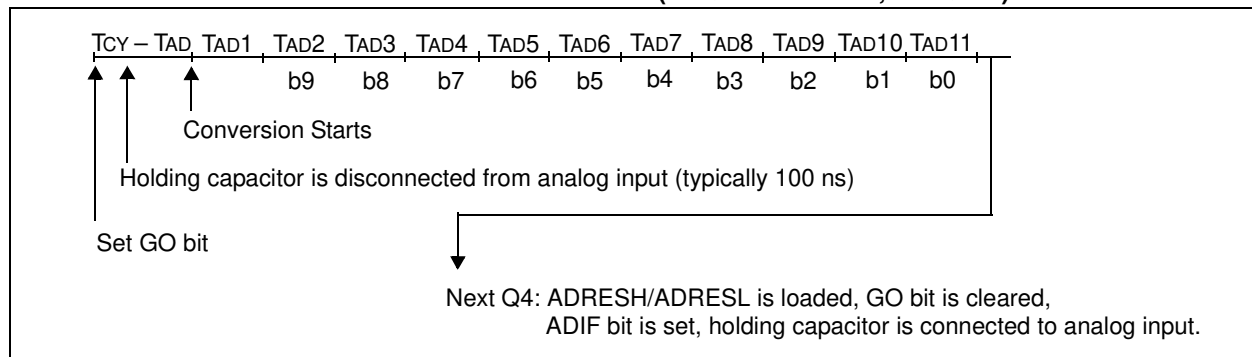 TCY – TAD TAD1 TAD2 TAD3 TAD4 TAD5 TAD6 TAD7 TAD8 TAD9 TAD10 TAD11
b9 b8 b7 b6 b5 b4 b3 b2 b1 b0
Conversion Starts
Holding capacitor is disconnected from analog input (typically 100 ns)
Set GO bit
Next Q4: ADRESH/ADRESL is loaded, GO bit is cleared,
ADIF bit is set, holding capacitor is connected to analog input.